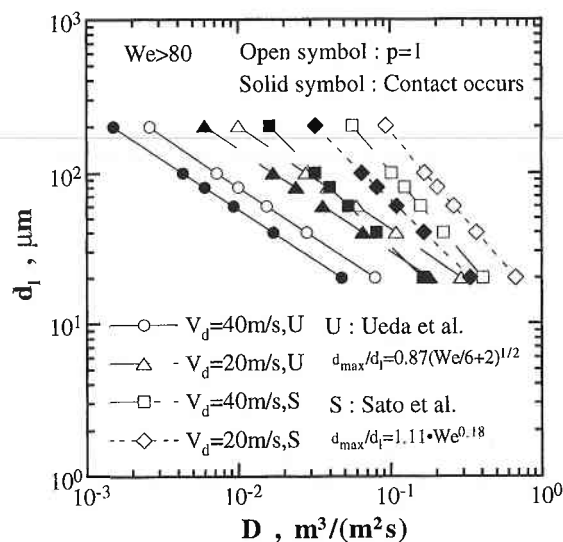 10³
We>80 Open symbol : p=1
Solid symbol : Contact occurs
10²
d₁ , μm
10¹
V_d=40m/s,U U : Ueda et al.
V_d=20m/s,U d_max/d₁=0.87(We/6+2)^1/2
V_d=40m/s,S S : Sato et al.
V_d=20m/s,S d_max/d₁=1.11·We^0.18
10⁰
10⁻³ 10⁻² 10⁻¹ 10⁰
D , m³/(m²s)